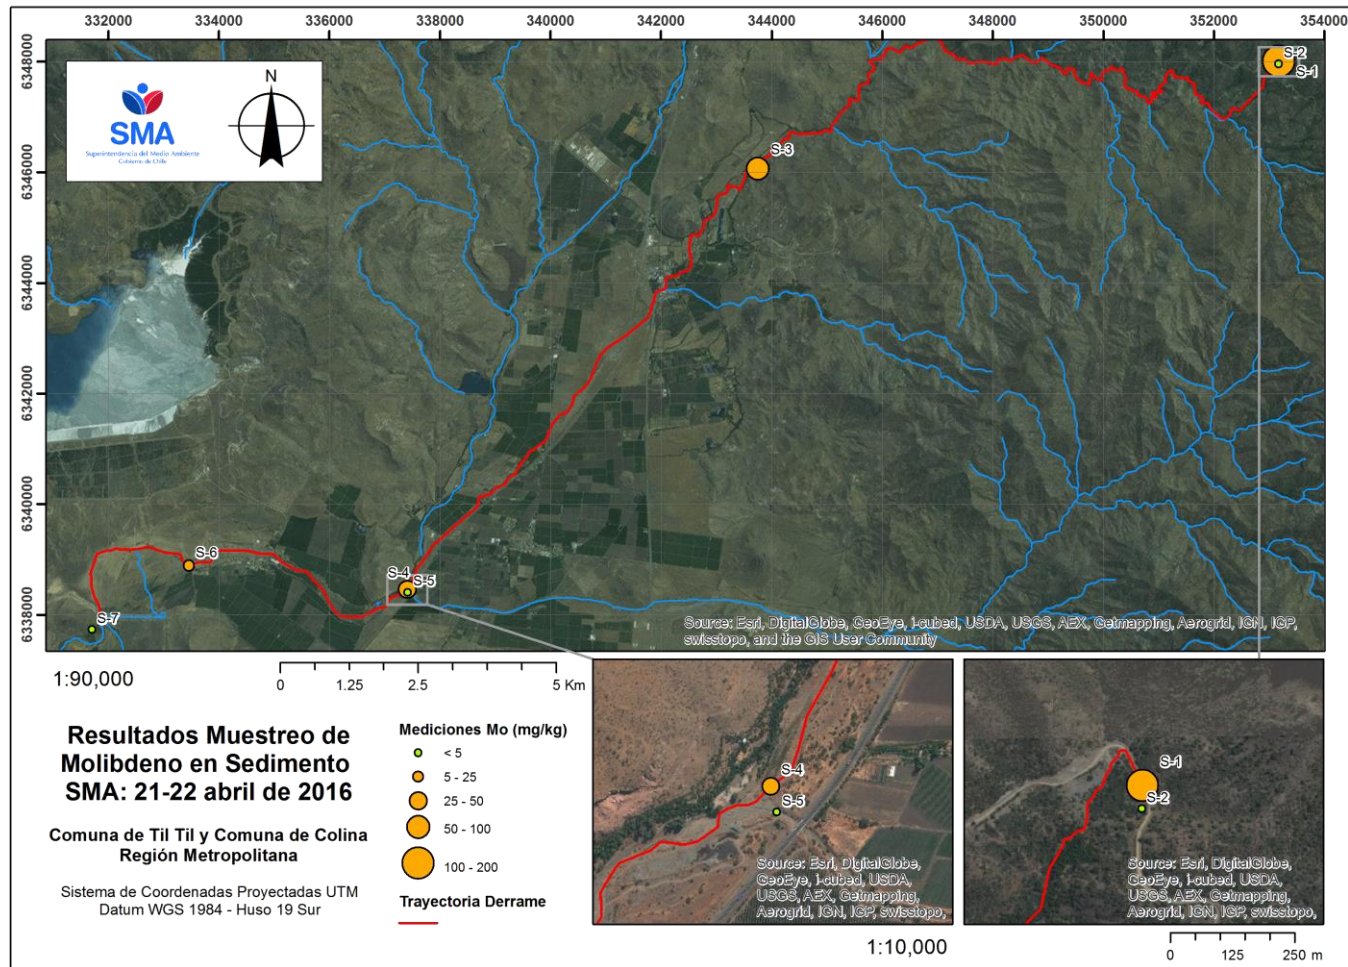 332000 334000 336000 338000 340000 342000 344000 346000 348000 350000 352000 354000
6348000
6346000
6344000
6342000
6340000
6338000
N
SMA
Superintendencia del Medio Ambiente
Gobierno de Chile
S-2
S-1
S-3
S-4
S-5
S-6
S-7
Source: Esri, DigitalGlobe, GeoEye, i-cubed, USDA, USGS, AEX, Getmapping, Aerogrid, IGN, IGP,
swisstopo, and the GIS User Community
1:90,000
0 1.25 2.5 5 Km
Resultados Muestreo de
Molibdeno en Sedimento
SMA: 21-22 abril de 2016
Comuna de Til Til y Comuna de Colina
Región Metropolitana
Sistema de Coordenadas Proyectadas UTM
Datum WGS 1984 - Huso 19 Sur
Mediciones Mo (mg/kg)
< 5
5 - 25
25 - 50
50 - 100
100 - 200
Trayectoria Derrame
S-4
S-5
Source: Esri, DigitalGlobe,
GeoEye, i-cubed, USDA,
USGS, AEX, Getmapping,
Aerogrid, IGN, IGP, swisstopo,
S-1
S-2
Source: Esri, DigitalGlobe,
GeoEye, i-cubed, USDA,
USGS, AEX, Getmapping,
Aerogrid, IGN, IGP, swisstopo,
1:10,000
0 125 250 m